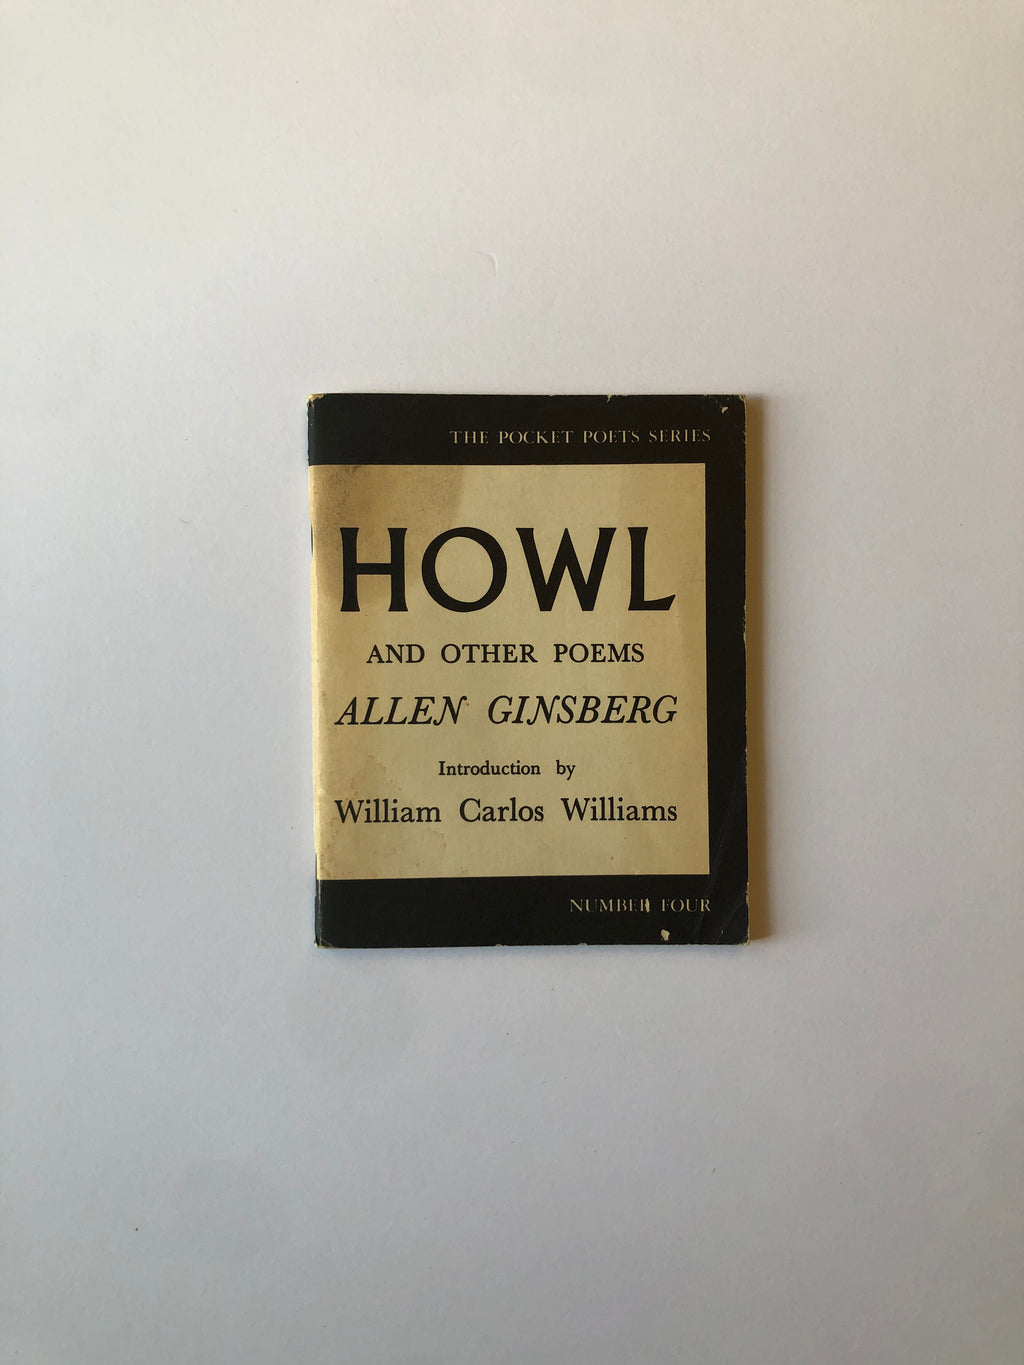 THE POCKET POETS SERIES
HOWL
AND OTHER POEMS
ALLEN GINSBERG
Introduction by
William Carlos Williams
NUMBER FOUR